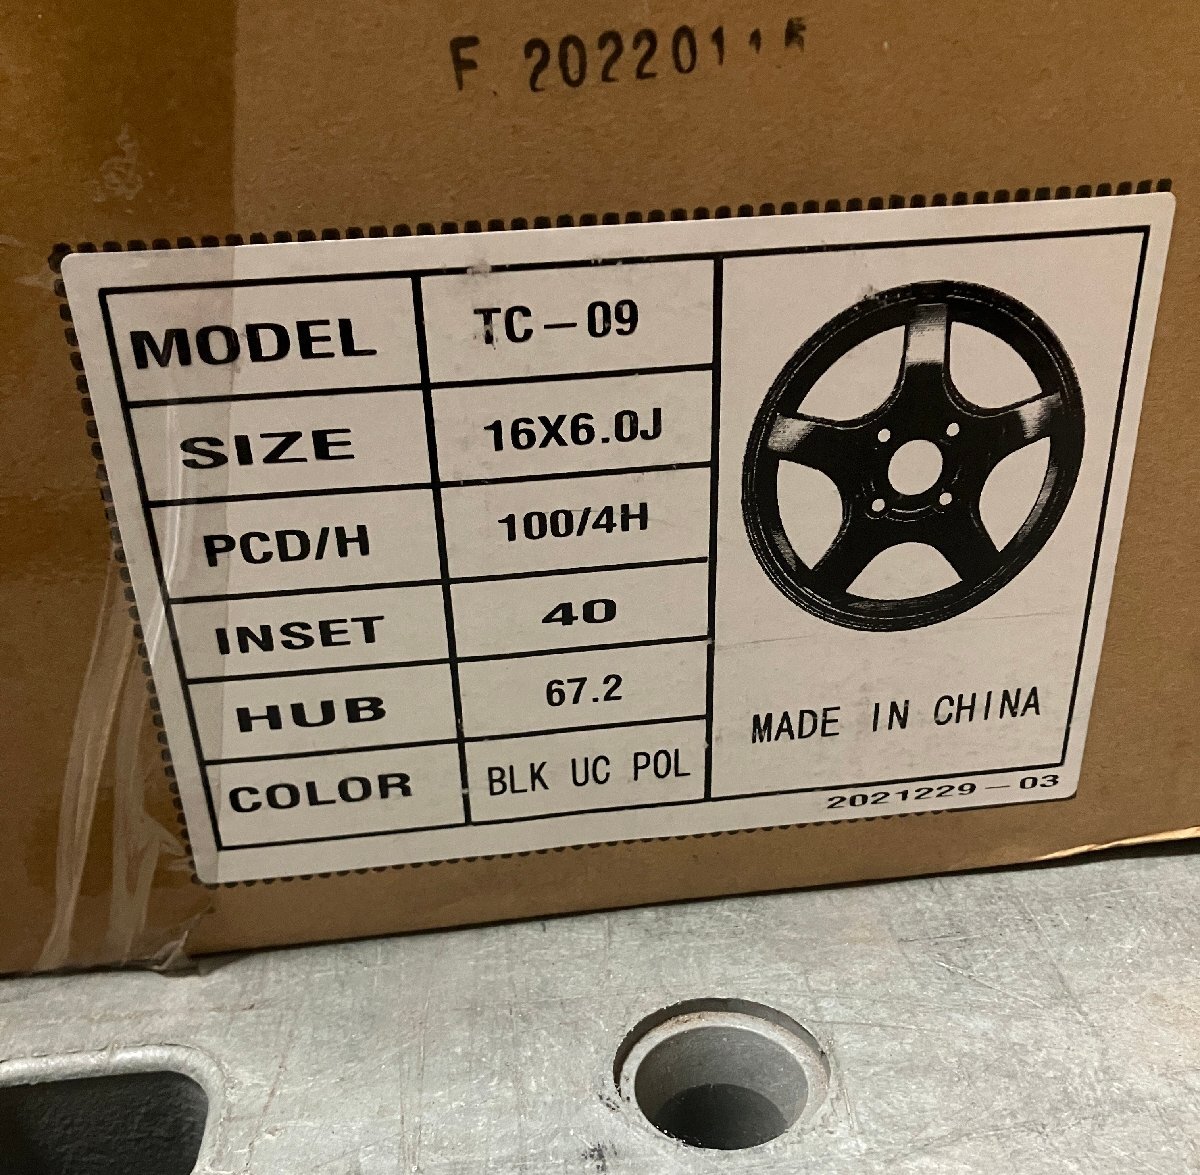 F 202201
MODEL TC-09
SIZE 16X6.0J
PCD/H 100/4H
INSET 40
HUB 67.2
COLOR BLK UC POL
MADE IN CHINA
2021229-03